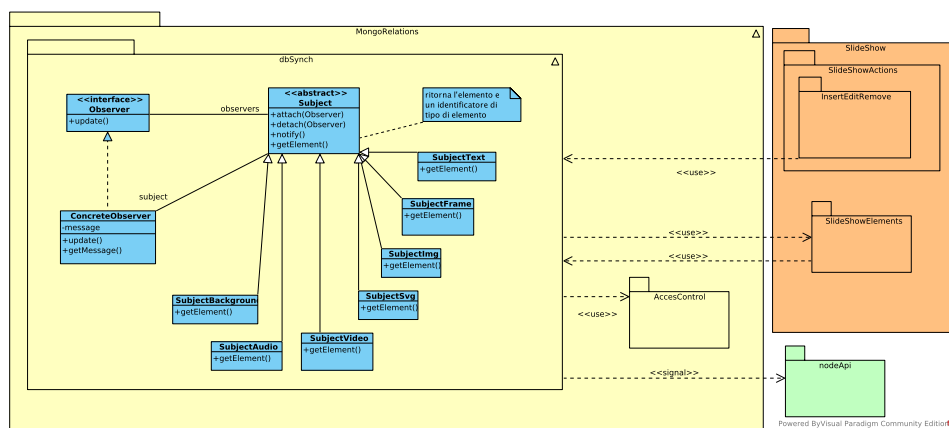 MongoRelations
dbSynch
<<interface>>
Observer
+update()
observers
<<abstract>>
Subject
+attach(Observer)
+detach(Observer)
+notify()
+getElement()
ritorna l'elemento e
un identificatore di
tipo di elemento
SubjectText
+getElement()
subject
ConcreteObserver
-message
+update()
+getMessage()
SubjectFrame
+getElement()
SubjectImg
+getElement()
SubjectBackground
+getElement()
SubjectSvg
+getElement()
SubjectAudio
+getElement()
SubjectVideo
+getElement()
SlideShow
SlideShowActions
InsertEditRemove
<<use>>
SlideShowElements
<<use>>
<<use>>
AccesControl
<<use>>
<<signal>>
nodeApi
Powered ByVisual Paradigm Community Edition